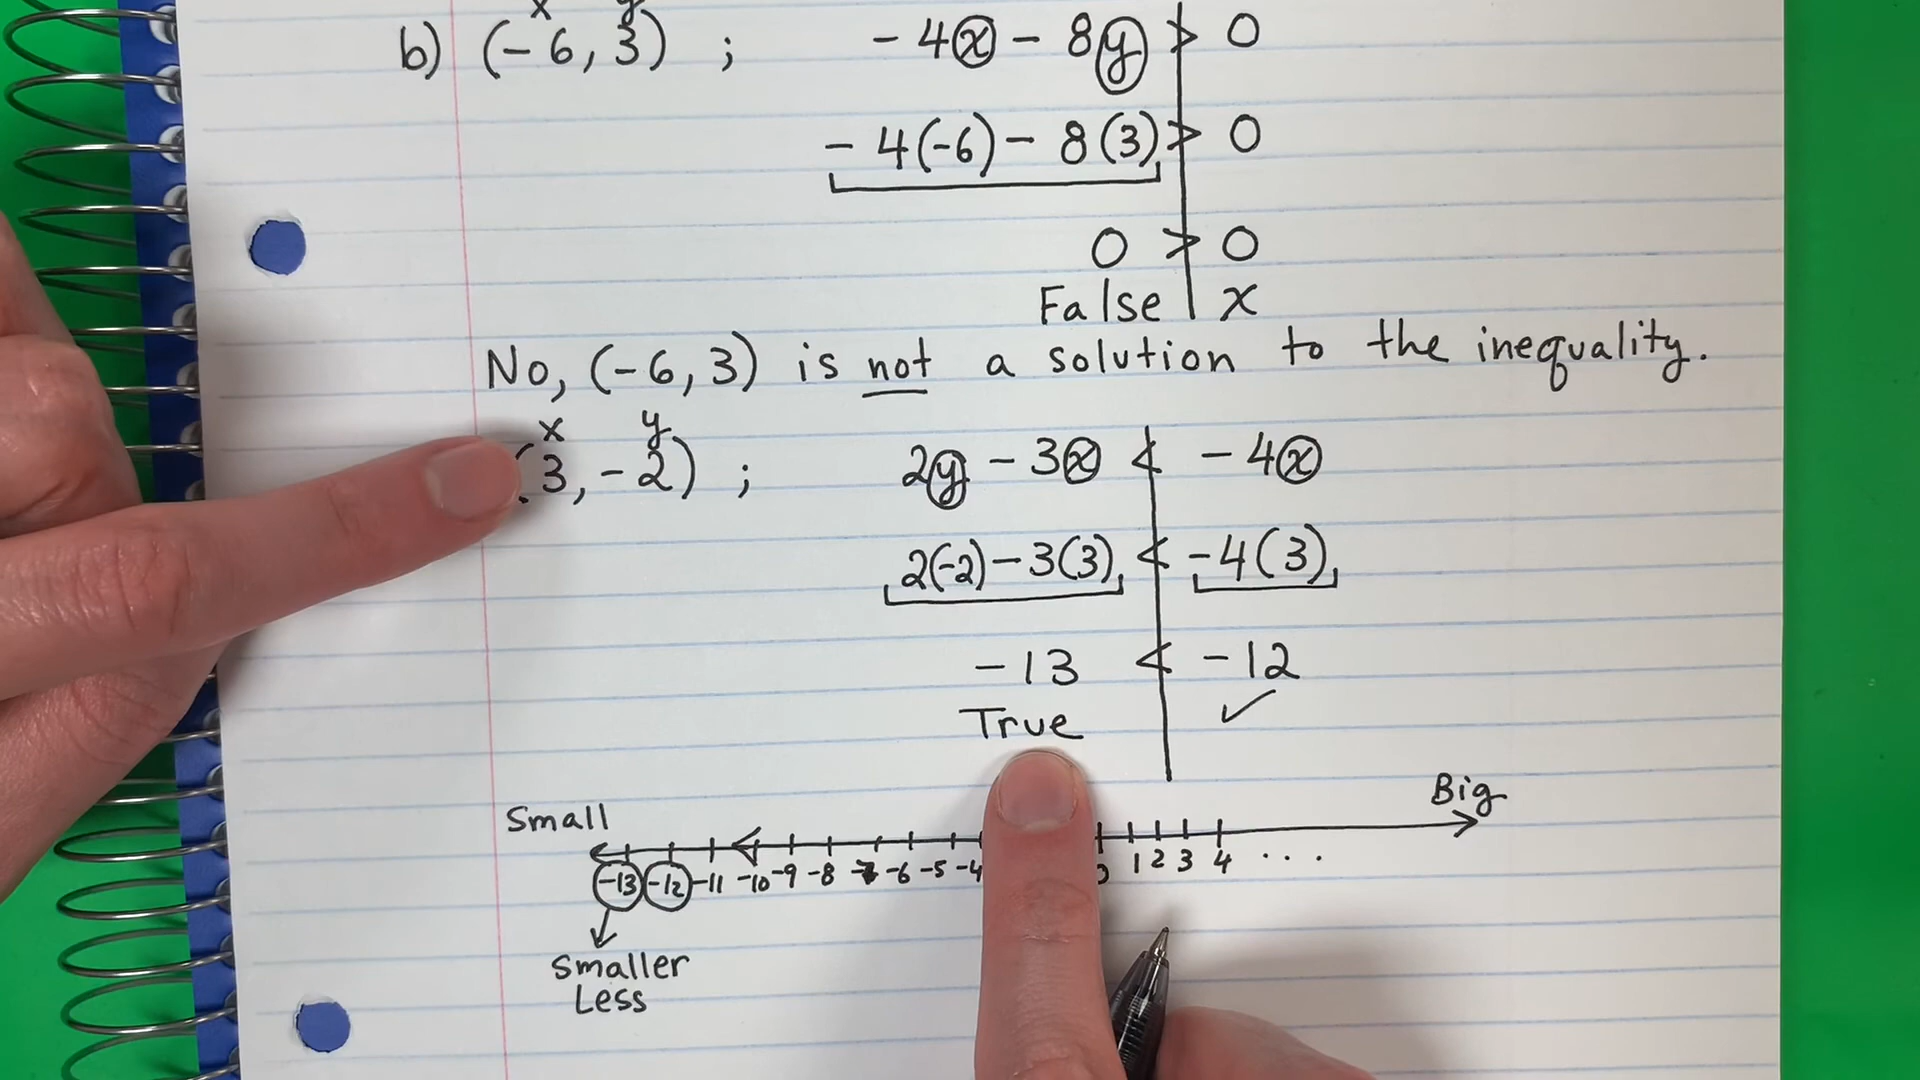 x y
b) (-6, 3) ; -4x - 8y > 0
-4(-6) - 8(3) > 0
0 > 0
False x
No, (-6, 3) is not a solution to the inequality.
x y
(3, -2) ; 2y - 3x < -4x
2(-2) - 3(3) < -4(3)
-13 < -12
True ✓
Small Big
-13 -12 -11 -10 -9 -8 -7 -6 -5 -4 1 2 3 4 ....
Smaller
Less